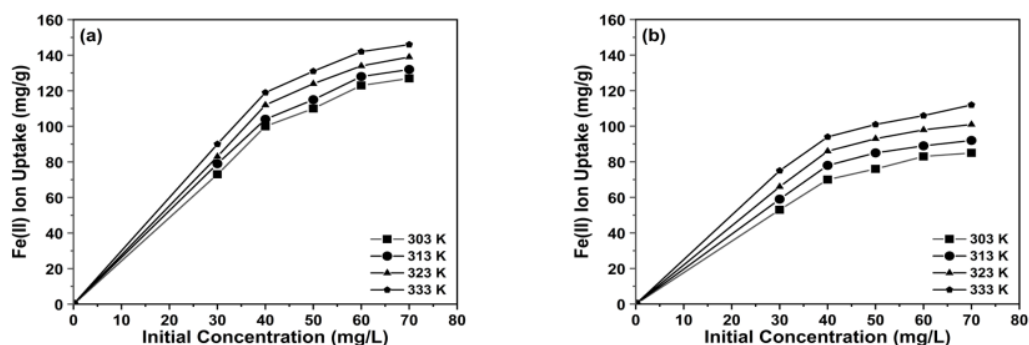 (a)
Fe(II) Ion Uptake (mg/g)
160
140
120
100
80
60
40
20
0
303 K
313 K
323 K
333 K
0 10 20 30 40 50 60 70 80
Initial Concentration (mg/L)
(b)
Fe(II) Ion Uptake (mg/g)
160
140
120
100
80
60
40
20
0
303 K
313 K
323 K
333 K
0 10 20 30 40 50 60 70 80
Initial Concentration (mg/L)